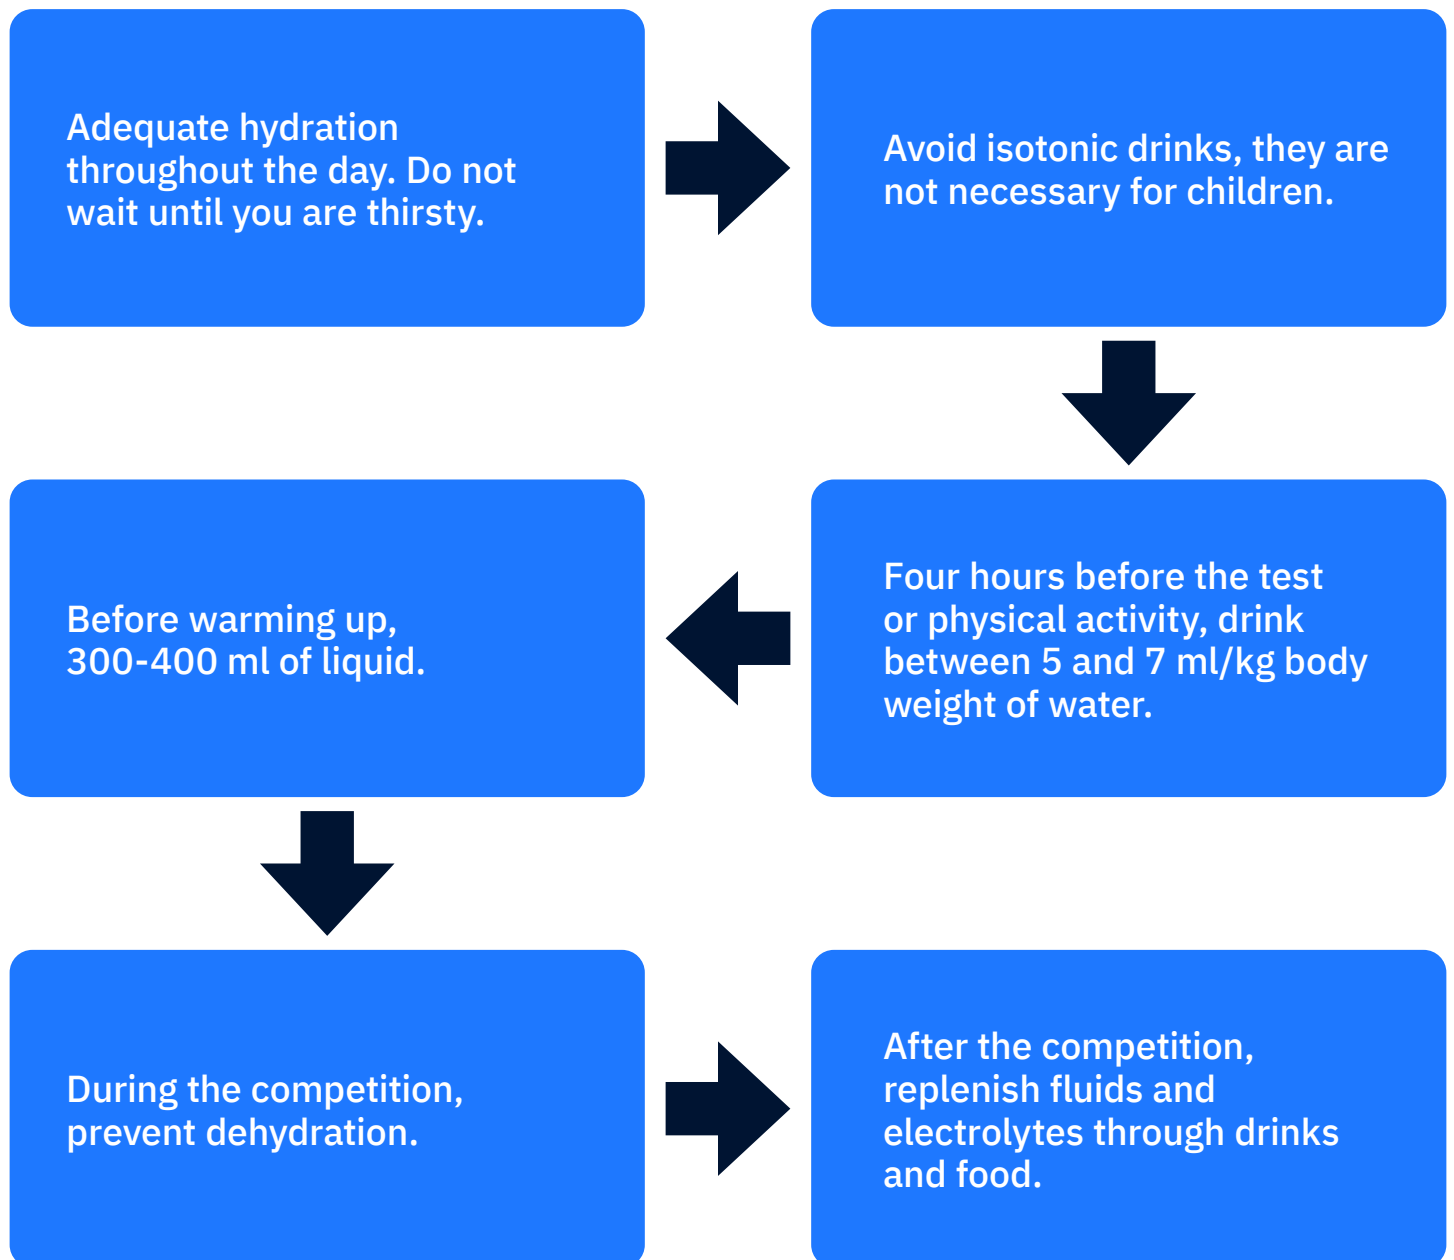 Adequate hydration
throughout the day. Do not
wait until you are thirsty.
Avoid isotonic drinks, they are
not necessary for children.
Four hours before the test
or physical activity, drink
between 5 and 7 ml/kg body
weight of water.
Before warming up,
300-400 ml of liquid.
During the competition,
prevent dehydration.
After the competition,
replenish fluids and
electrolytes through drinks
and food.